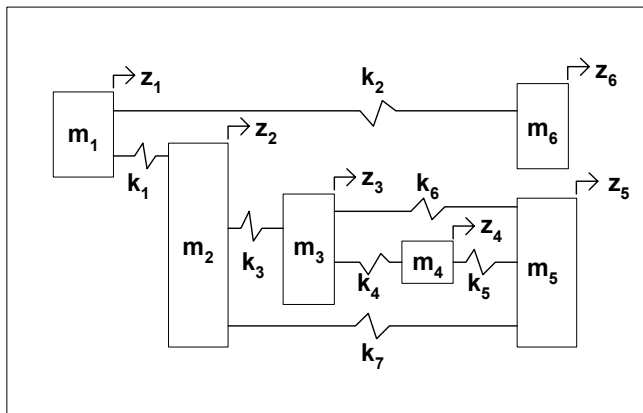 z₁
k₂
z₆
m₁
m₆
z₂
k₁
z₃
k₆
z₅
m₂
k₃
m₃
z₄
k₄
m₄
k₅
m₅
k₇